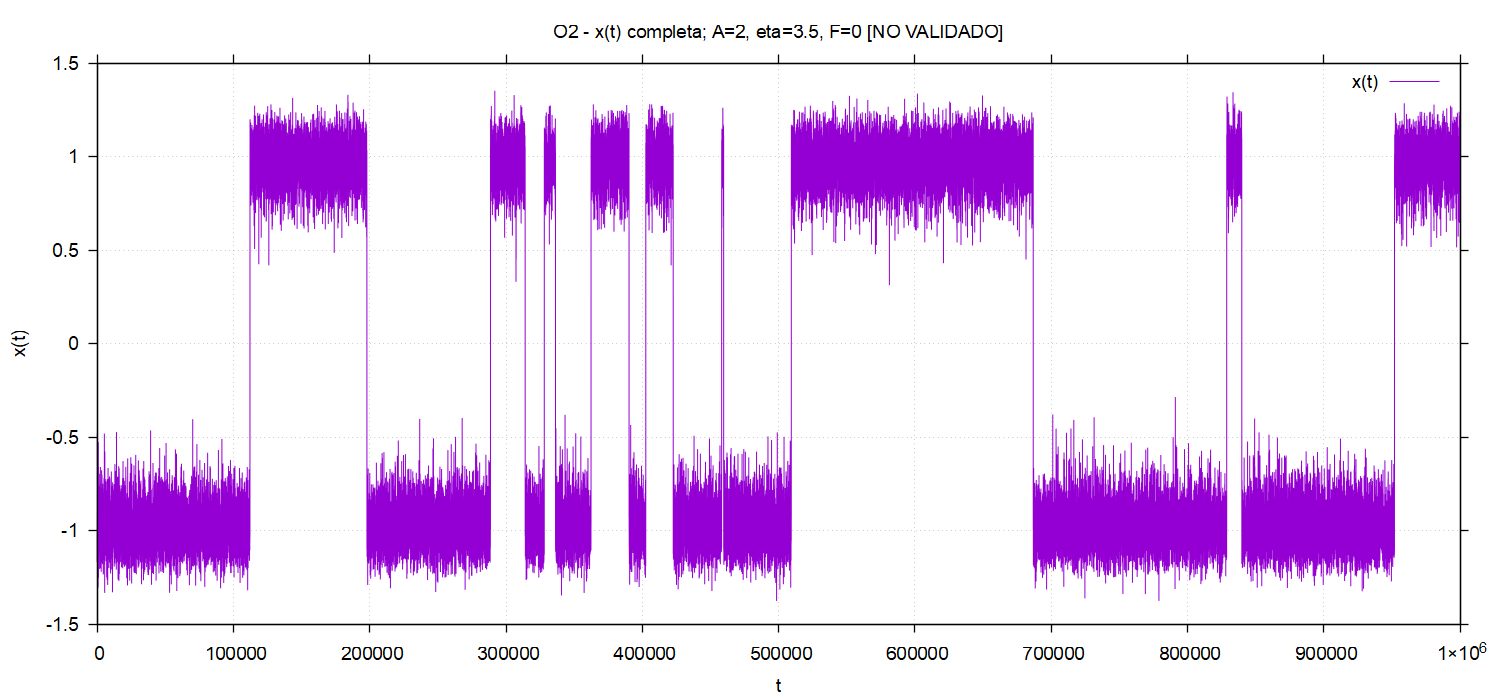 O2 - x(t) completa; A=2, eta=3.5, F=0 [NO VALIDADO]
x(t)
1.5
1
0.5
0
-0.5
-1
-1.5
x(t)
0 100000 200000 300000 400000 500000 600000 700000 800000 900000 1×10⁶
t